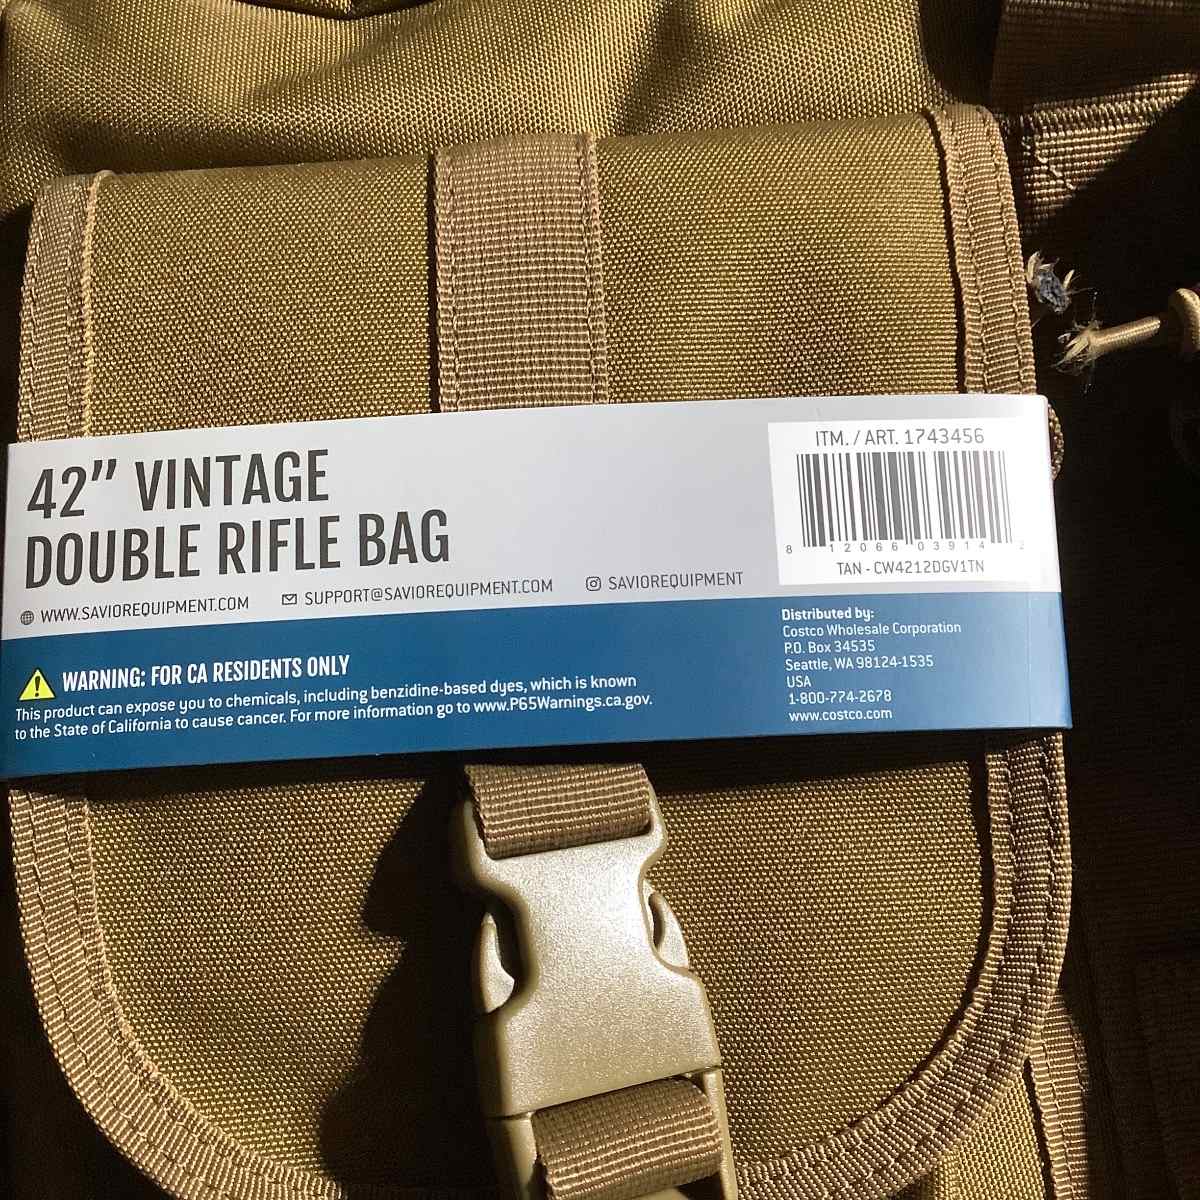 42” VINTAGE
DOUBLE RIFLE BAG
WWW.SAVIOREQUIPMENT.COM SUPPORT@SAVIOREQUIPMENT.COM SAVIOREQUIPMENT
ITM. / ART. 1743456
8 12066 03914 2
TAN - CW4212DGV1TN
WARNING: FOR CA RESIDENTS ONLY
This product can expose you to chemicals, including benzidine-based dyes, which is known
to the State of California to cause cancer. For more information go to www.P65Warnings.ca.gov.
Distributed by:
Costco Wholesale Corporation
P.O. Box 34535
Seattle, WA 98124-1535
USA
1-800-774-2678
www.costco.com